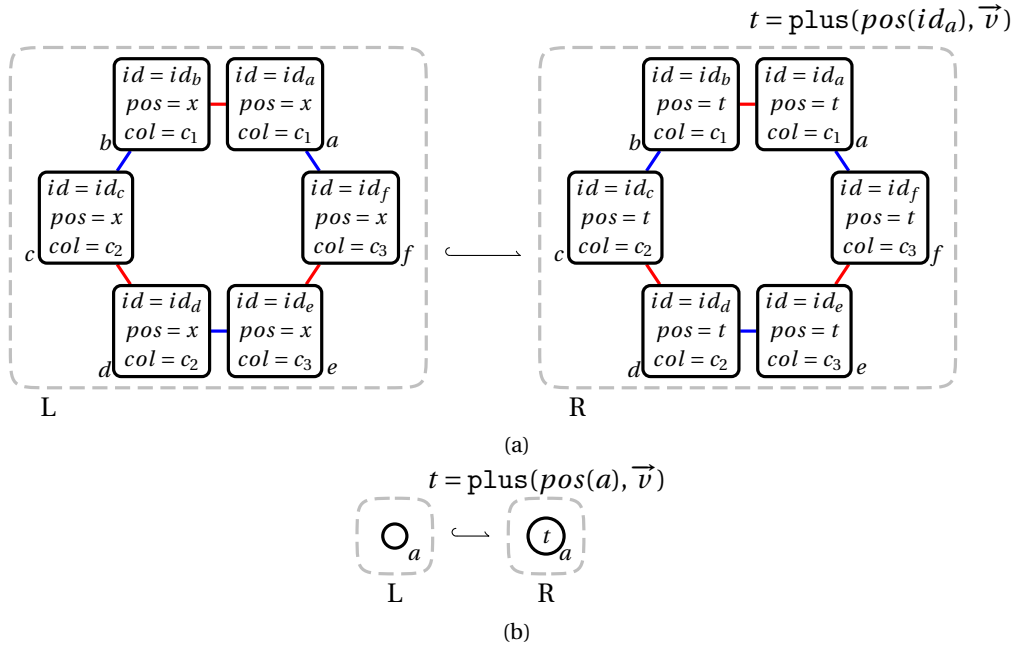 t = plus(pos(id_a), \vec{v})
id = id_b
pos = x
col = c_1
b
id = id_a
pos = x
col = c_1
a
id = id_c
pos = x
col = c_2
c
id = id_f
pos = x
col = c_3
f
id = id_d
pos = x
col = c_2
d
id = id_e
pos = x
col = c_3
e
L
id = id_b
pos = t
col = c_1
b
id = id_a
pos = t
col = c_1
a
id = id_c
pos = t
col = c_2
c
id = id_f
pos = t
col = c_3
f
id = id_d
pos = t
col = c_2
d
id = id_e
pos = t
col = c_3
e
R
(a)
t = plus(pos(a), \vec{v})
a
L
t
a
R
(b)